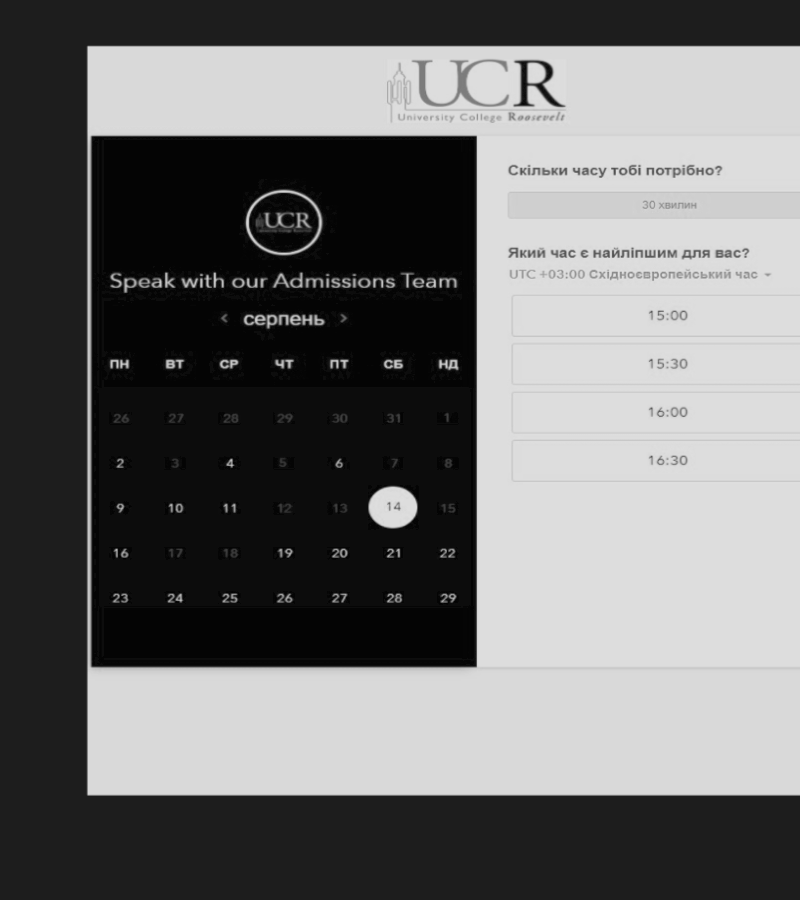 UCR
University College Roosevelt
UCR
Speak with our Admissions Team
< серпень >
ПН ВТ СР ЧТ ПТ СБ НД
26 27 28 29 30 31 1
2 3 4 5 6 7 8
9 10 11 12 13 14 15
16 17 18 19 20 21 22
23 24 25 26 27 28 29
Скільки часу тобі потрібно?
30 хвилин
Який час є найліпшим для вас?
UTC +03:00 Східноєвропейський час
15:00
15:30
16:00
16:30